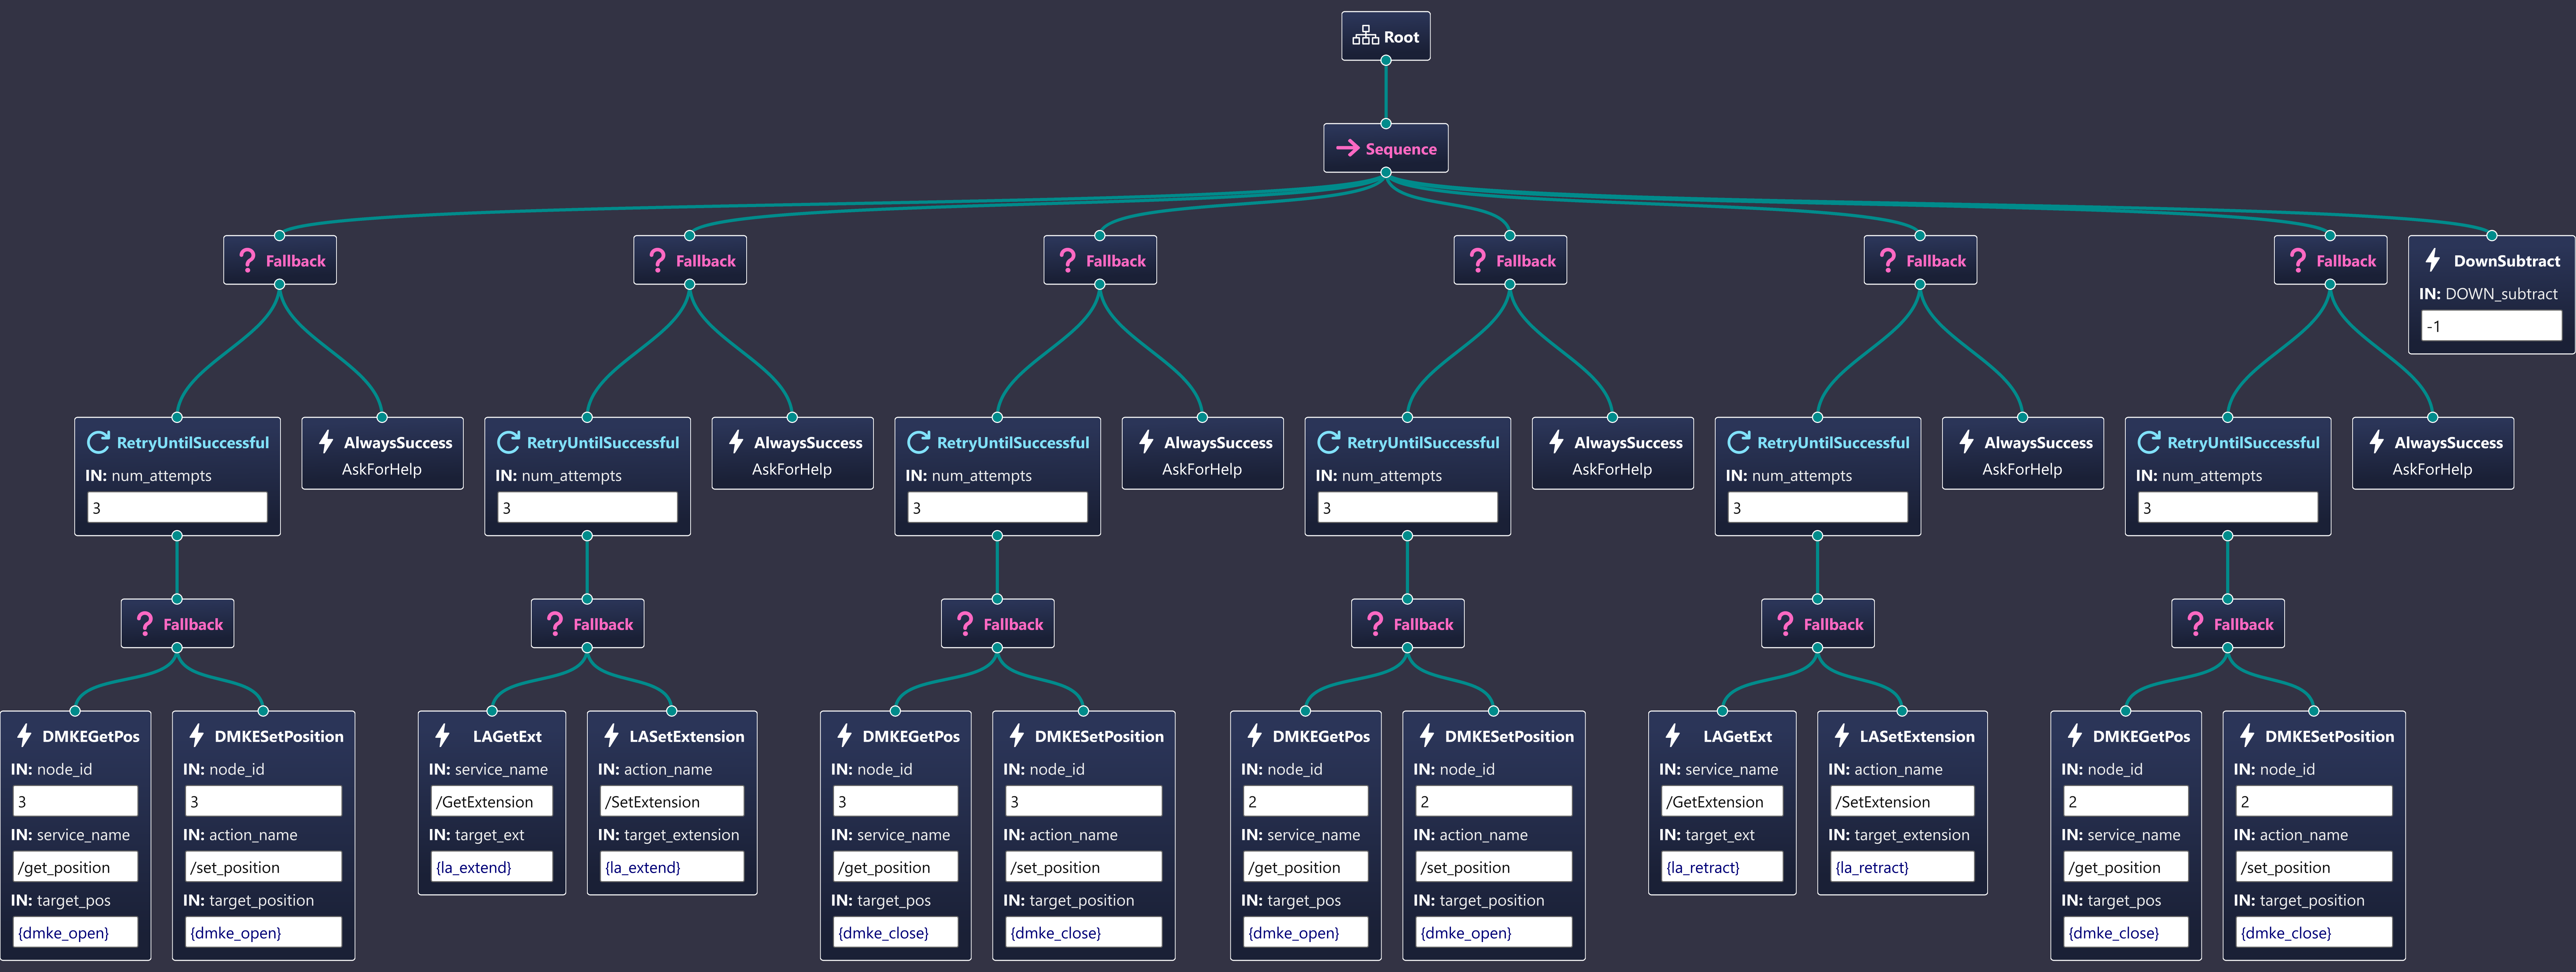 Root
Sequence
Fallback
Fallback
Fallback
Fallback
Fallback
Fallback
DownSubtract
IN: DOWN_subtract
-1
RetryUntilSuccessful
IN: num_attempts
3
AlwaysSuccess
AskForHelp
RetryUntilSuccessful
IN: num_attempts
3
AlwaysSuccess
AskForHelp
RetryUntilSuccessful
IN: num_attempts
3
AlwaysSuccess
AskForHelp
RetryUntilSuccessful
IN: num_attempts
3
AlwaysSuccess
AskForHelp
RetryUntilSuccessful
IN: num_attempts
3
AlwaysSuccess
AskForHelp
RetryUntilSuccessful
IN: num_attempts
3
AlwaysSuccess
AskForHelp
Fallback
Fallback
Fallback
Fallback
Fallback
Fallback
DMKEGetPos
IN: node_id
3
IN: service_name
/get_position
IN: target_pos
{dmke_open}
DMKESetPosition
IN: node_id
3
IN: action_name
/set_position
IN: target_position
{dmke_open}
LAGetExt
IN: service_name
/GetExtension
IN: target_ext
{la_extend}
LASetExtension
IN: action_name
/SetExtension
IN: target_extension
{la_extend}
DMKEGetPos
IN: node_id
3
IN: service_name
/get_position
IN: target_pos
{dmke_close}
DMKESetPosition
IN: node_id
3
IN: action_name
/set_position
IN: target_position
{dmke_close}
DMKEGetPos
IN: node_id
2
IN: service_name
/get_position
IN: target_pos
{dmke_open}
DMKESetPosition
IN: node_id
2
IN: action_name
/set_position
IN: target_position
{dmke_open}
LAGetExt
IN: service_name
/GetExtension
IN: target_ext
{la_retract}
LASetExtension
IN: action_name
/SetExtension
IN: target_extension
{la_retract}
DMKEGetPos
IN: node_id
2
IN: service_name
/get_position
IN: target_pos
{dmke_close}
DMKESetPosition
IN: node_id
2
IN: action_name
/set_position
IN: target_position
{dmke_close}